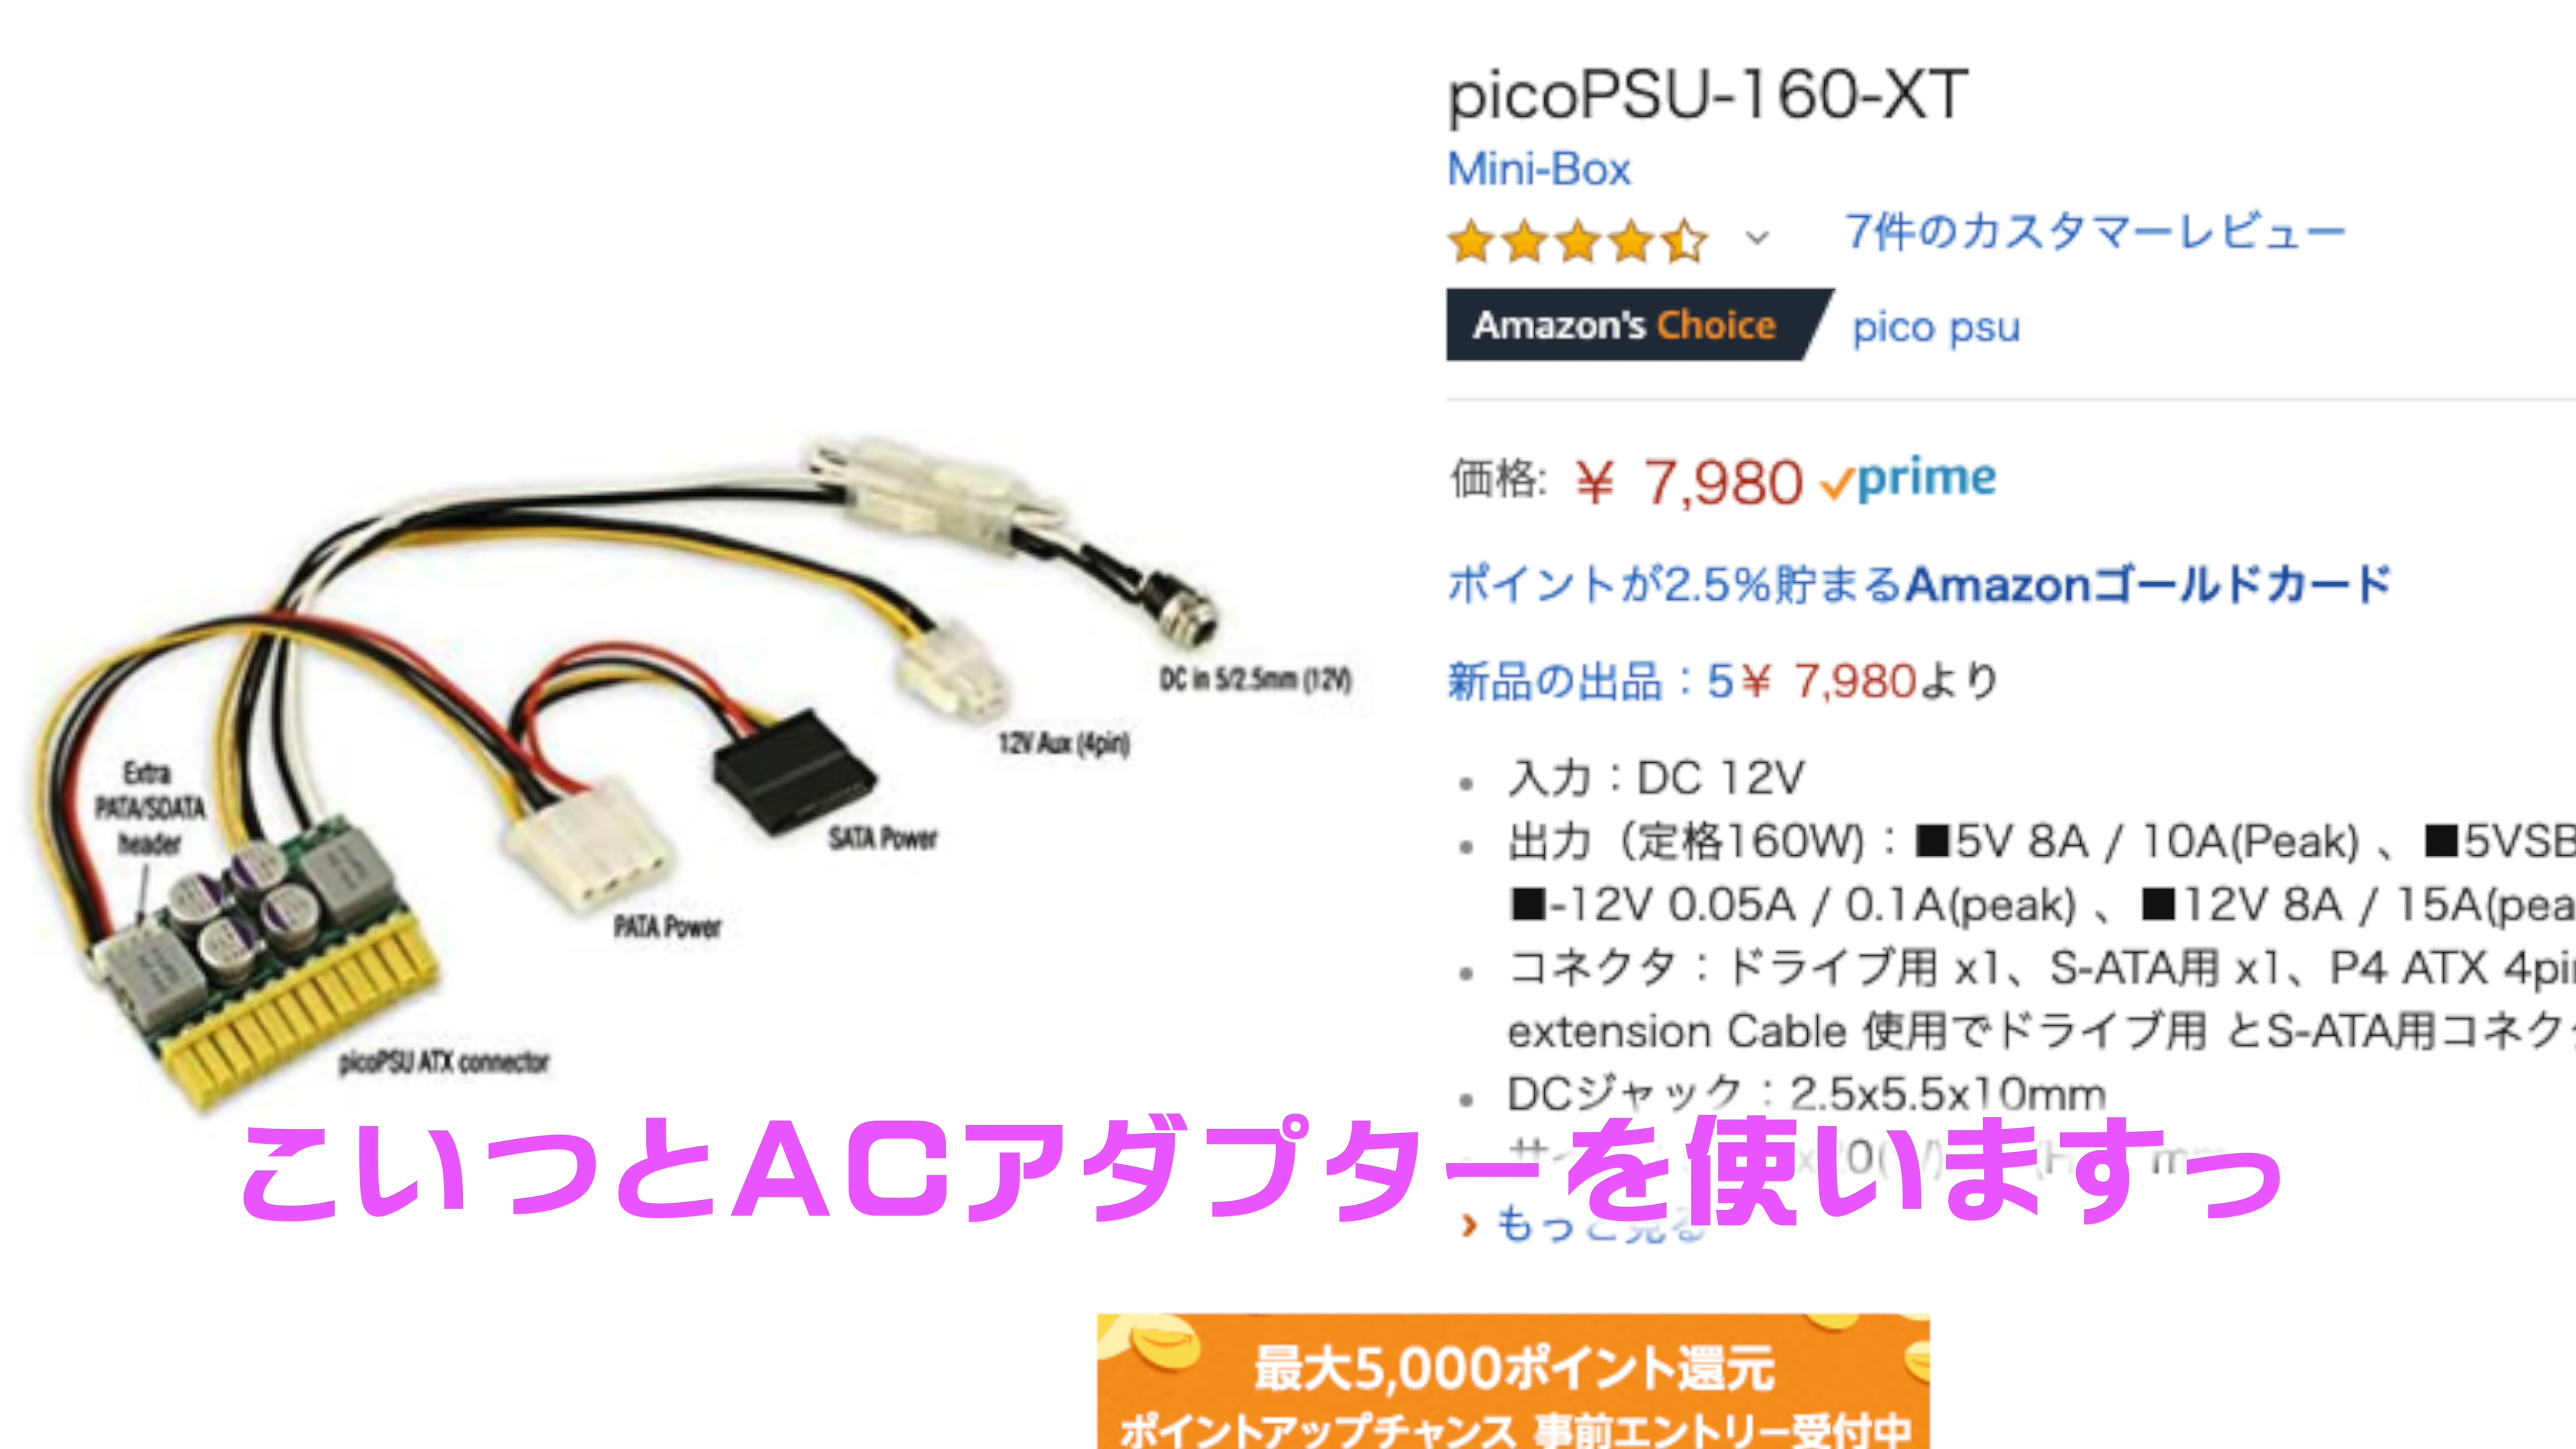 picoPSU-160-XT
Mini-Box
7件のカスタマーレビュー
Amazon's Choice pico psu
価格: ¥ 7,980 prime
ポイントが2.5%貯まるAmazonゴールドカード
新品の出品：5¥ 7,980より
入力：DC 12V
出力（定格160W)：■5V 8A / 10A(Peak) 、■5VSB
■-12V 0.05A / 0.1A(peak) 、■12V 8A / 15A(pea
コネクタ：ドライブ用 x1、S-ATA用 x1、P4 ATX 4pi
extension Cable 使用でドライブ用 とS-ATA用コネク
DCジャック：2.5x5.5x10mm
もっと見る
DC in 5/2.5mm (12V)
12V Aux (4pin)
SATA Power
PATA Power
Extra
PATA/SDATA
header
picoPSU ATX connector
こいつとACアダプターを使いますっ
最大5,000ポイント還元
ポイントアップチャンス 事前エントリー受付中